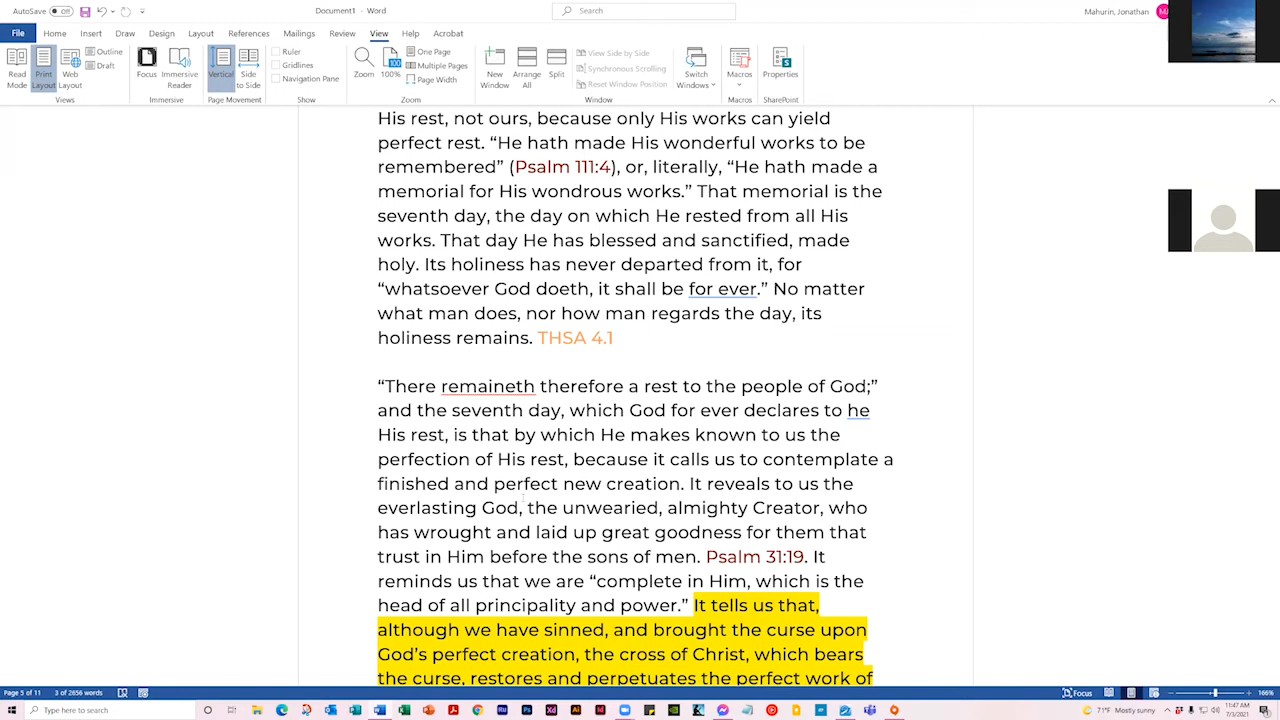 AutoSave Off
Document1 - Word
Search
Mahurin, Jonathan
File Home Insert Draw Design Layout References Mailings Review View Help Acrobat
Read Mode
Print Layout
Web Layout
Outline
Draft
Views
Focus
Immersive Reader
Immersive
Vertical
Side to Side
Page Movement
Ruler
Gridlines
Navigation Pane
Show
Zoom
100
100%
One Page
Multiple Pages
Page Width
Zoom
New Window
Arrange All
Split
View Side by Side
Synchronous Scrolling
Reset Window Position
Switch Windows
Window
Macros
Macros
Properties
SharePoint
His rest, not ours, because only His works can yield
perfect rest. “He hath made His wonderful works to be
remembered” (Psalm 111:4), or, literally, “He hath made a
memorial for His wondrous works.” That memorial is the
seventh day, the day on which He rested from all His
works. That day He has blessed and sanctified, made
holy. Its holiness has never departed from it, for
“whatsoever God doeth, it shall be for ever.” No matter
what man does, nor how man regards the day, its
holiness remains. THSA 4.1
“There remaineth therefore a rest to the people of God;”
and the seventh day, which God for ever declares to he
His rest, is that by which He makes known to us the
perfection of His rest, because it calls us to contemplate a
finished and perfect new creation. It reveals to us the
everlasting God, the unwearied, almighty Creator, who
has wrought and laid up great goodness for them that
trust in Him before the sons of men. Psalm 31:19. It
reminds us that we are “complete in Him, which is the
head of all principality and power.” It tells us that,
although we have sinned, and brought the curse upon
God’s perfect creation, the cross of Christ, which bears
the curse, restores and perpetuates the perfect work of
Page 5 of 11 3 of 2656 words
Focus
166%
Type here to search
71°F Mostly sunny
11:47 AM
7/3/2021